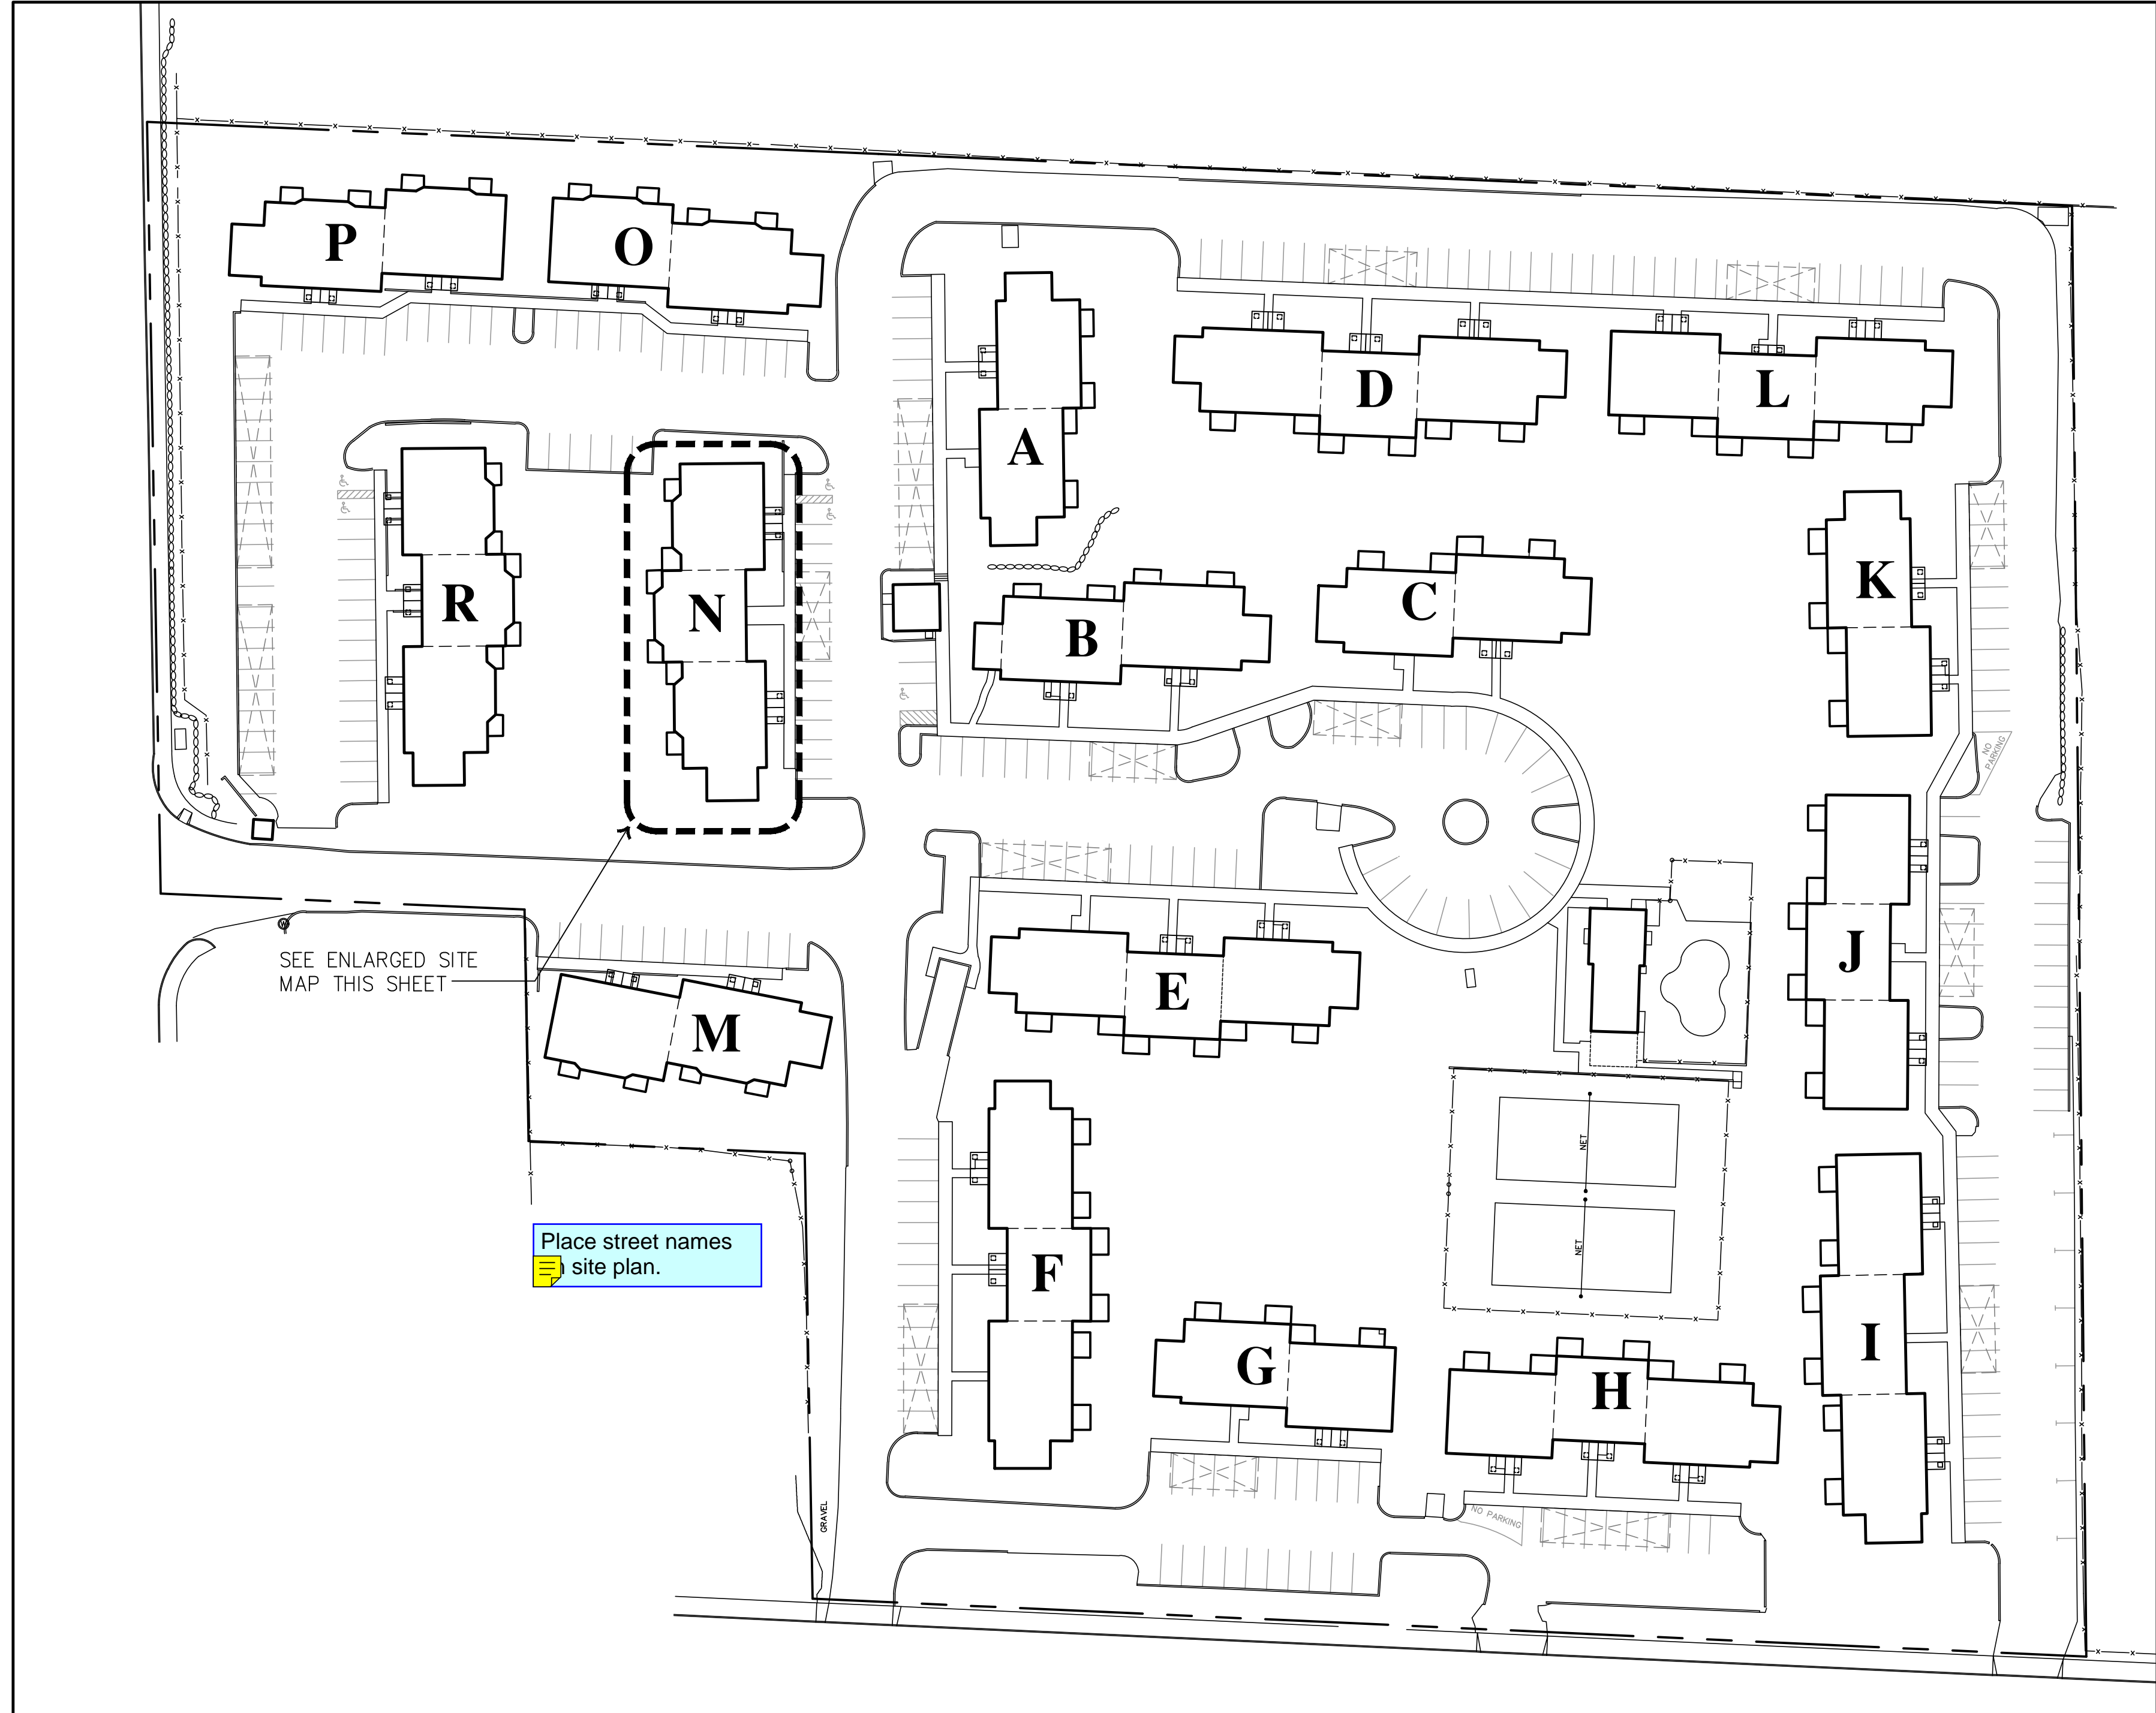 P
O
A
D
L
R
N
B
C
K
NO
PARKING
SEE ENLARGED SITE
MAP THIS SHEET
M
E
J
NET
NET
Place street names
site plan.
F
G
H
I
GRAVEL
NO PARKING